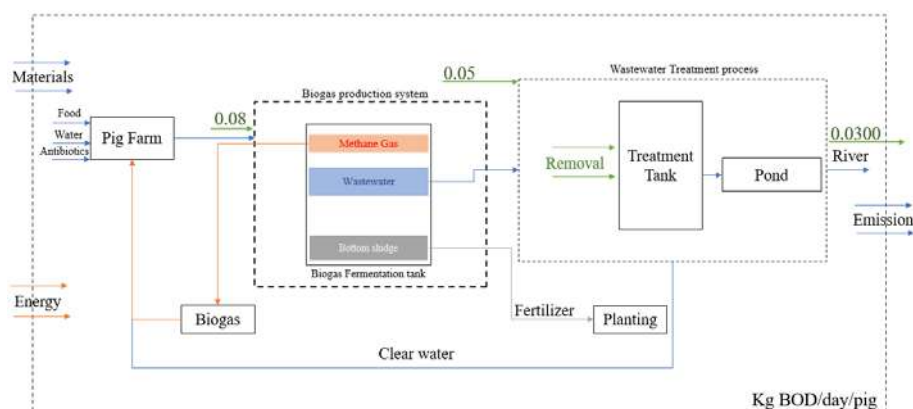 Materials
Food
Water
Antibiotics
Pig Farm
0.08
Biogas production system
Methane Gas
Wastewater
Bottom sludge
Biogas Fermentation tank
0.05
Wastewater Treatment process
Removal
Treatment
Tank
Pond
0.0300
River
Emission
Energy
Biogas
Fertilizer
Planting
Clear water
Kg BOD/day/pig